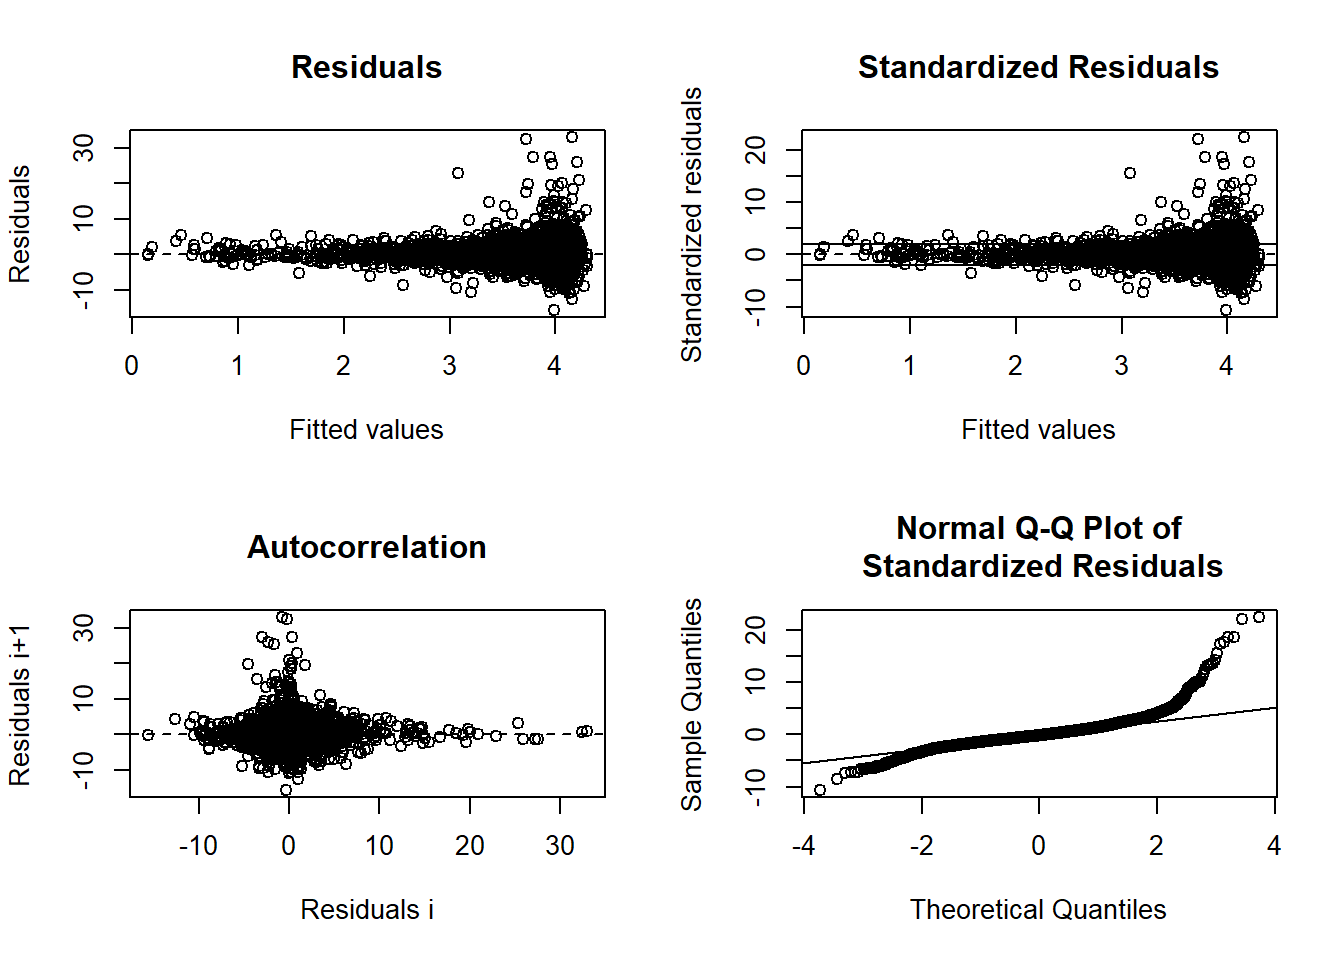 Residuals
Residuals
30
10
-10
0 1 2 3 4
Fitted values
Standardized Residuals
Standardized residuals
20
10
0
-10
0 1 2 3 4
Fitted values
Autocorrelation
Residuals i+1
30
10
-10
-10 0 10 20 30
Residuals i
Normal Q-Q Plot of
Standardized Residuals
Sample Quantiles
20
10
0
-10
-4 -2 0 2 4
Theoretical Quantiles